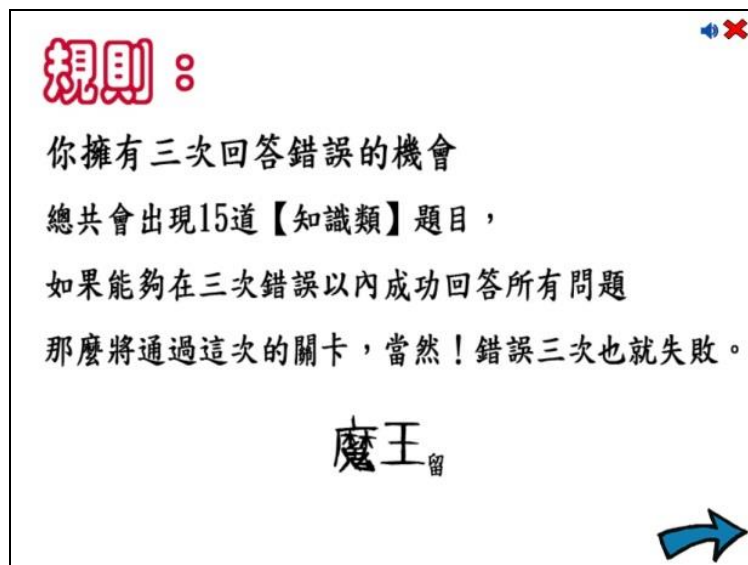 規則：
你擁有三次回答錯誤的機會
總共會出現15道【知識類】題目，
如果能夠在三次錯誤以內成功回答所有問題
那麼將通過這次的關卡，當然！錯誤三次也就失敗。
魔王留